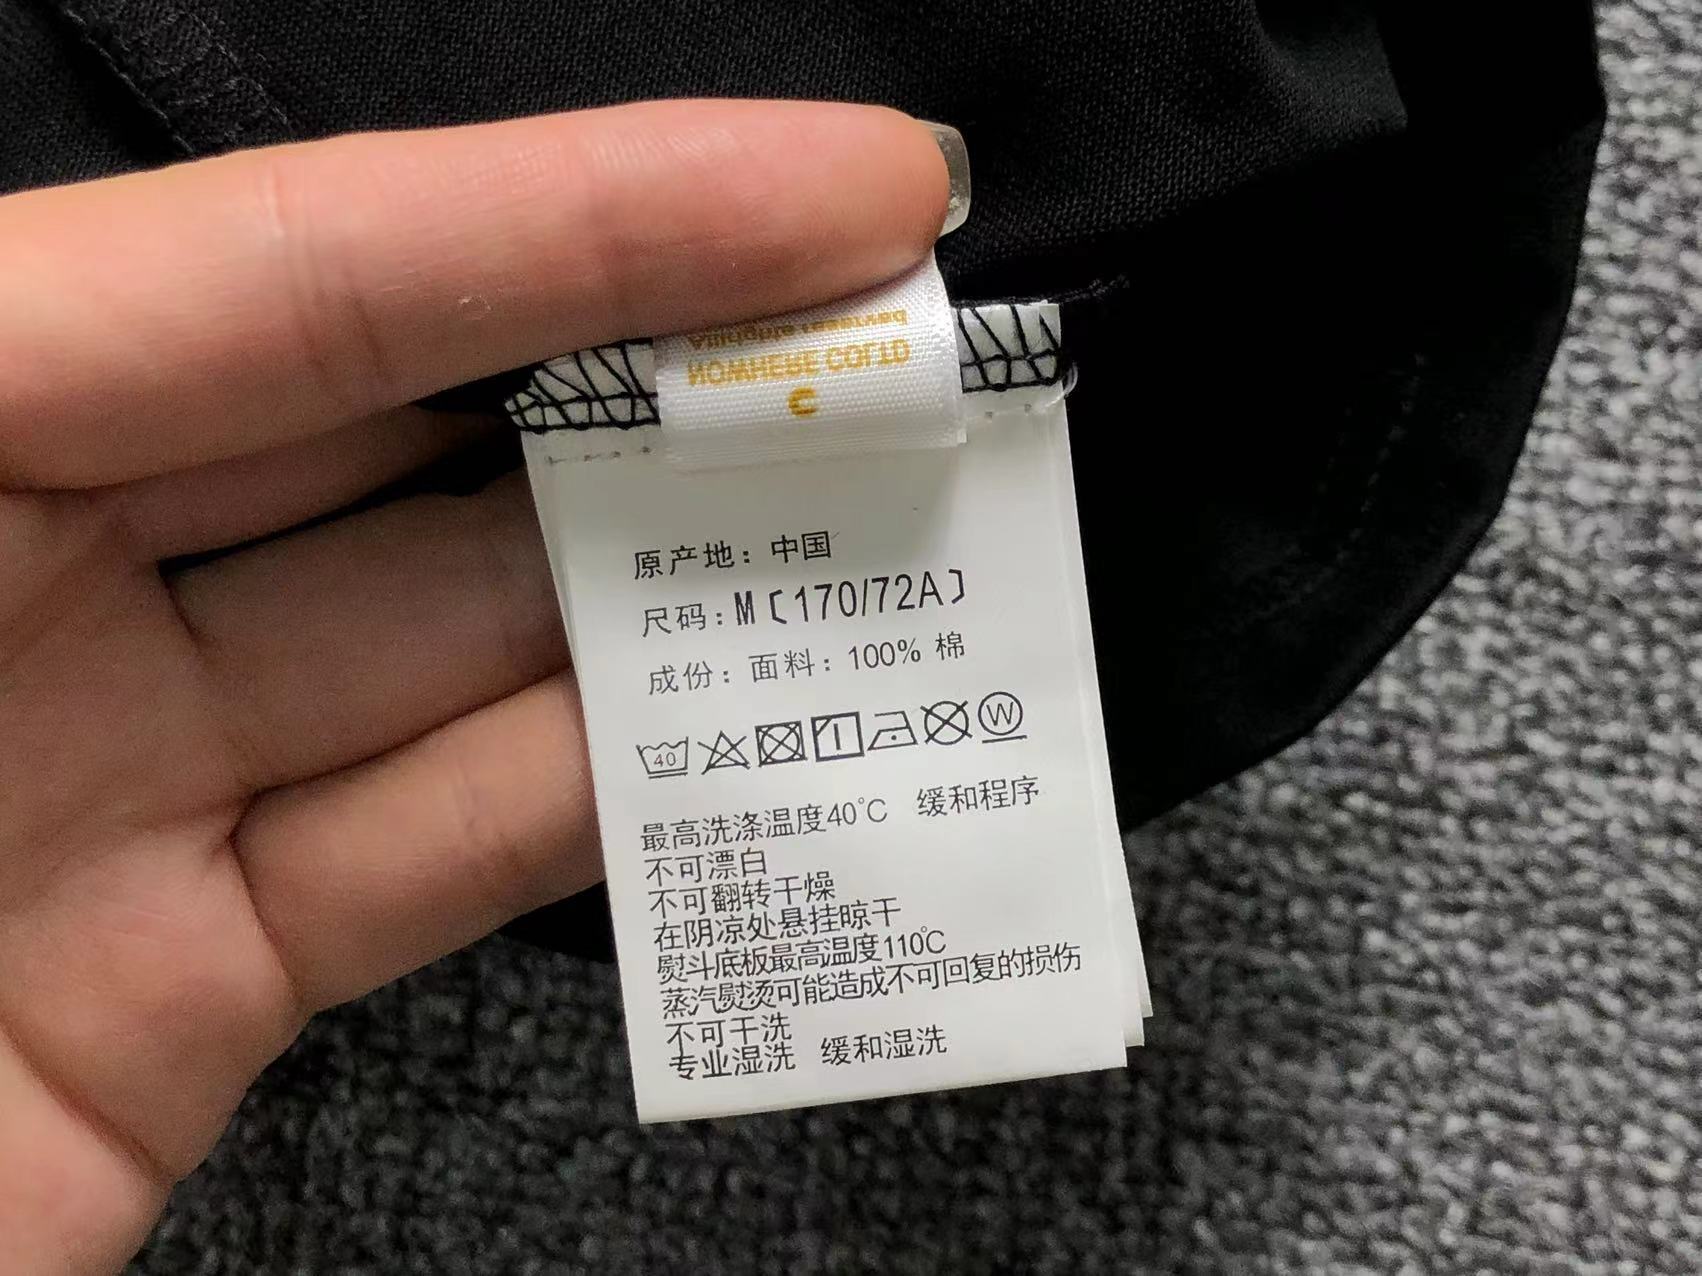 原产地：中国
尺码：M〔170/72A〕
成份：面料：100% 棉
40
W
最高洗涤温度40℃ 缓和程序
不可漂白
不可翻转干燥
在阴凉处悬挂晾干
熨斗底板最高温度110℃
蒸汽熨烫可能造成不可回复的损伤
不可干洗
专业湿洗 缓和湿洗